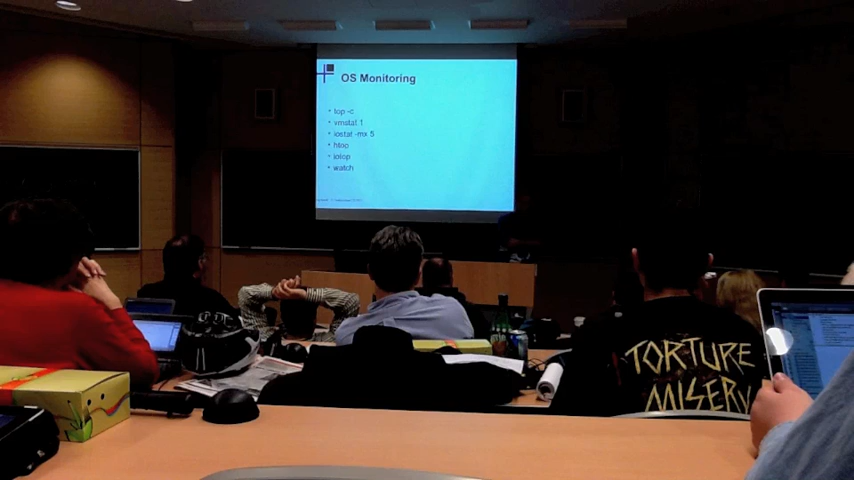 OS Monitoring
• top -c
• vmstat 1
• iostat -mx 5
• htop
• iotop
• watch
TORTURE
MISERY